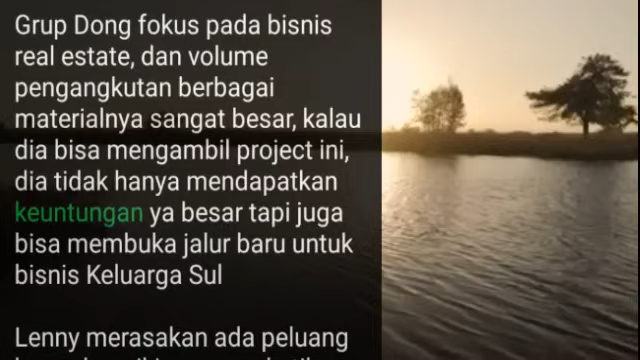 Grup Dong fokus pada bisnis
real estate, dan volume
pengangkutan berbagai
materialnya sangat besar, kalau
dia bisa mengambil project ini,
dia tidak hanya mendapatkan
keuntungan ya besar tapi juga
bisa membuka jalur baru untuk
bisnis Keluarga Sul
Lenny merasakan ada peluang